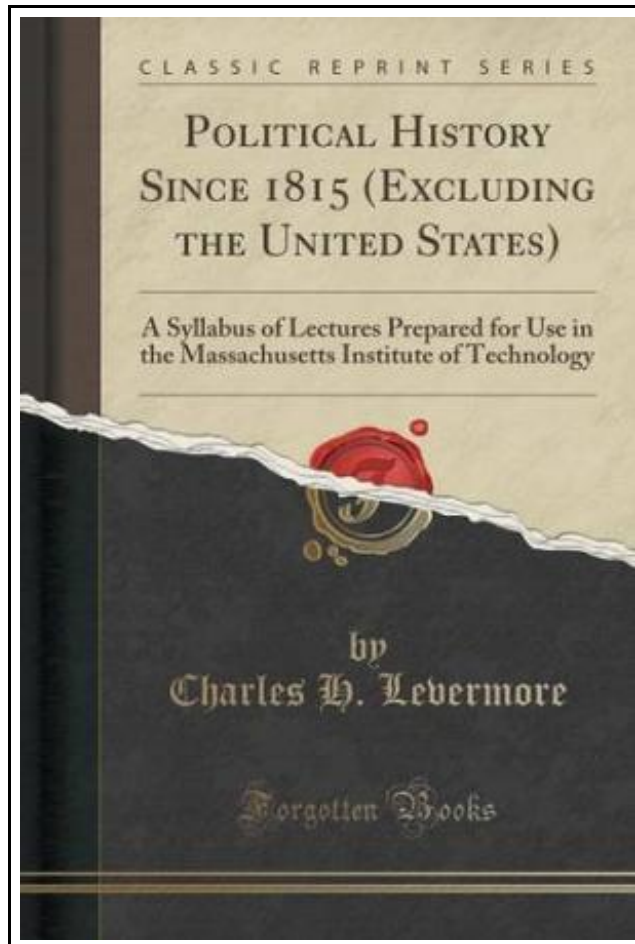 CLASSIC REPRINT SERIES
POLITICAL HISTORY
SINCE 1815 (EXCLUDING
THE UNITED STATES)
A Syllabus of Lectures Prepared for Use in
the Massachusetts Institute of Technology
F
by
Charles H. Levermore
Forgotten Books